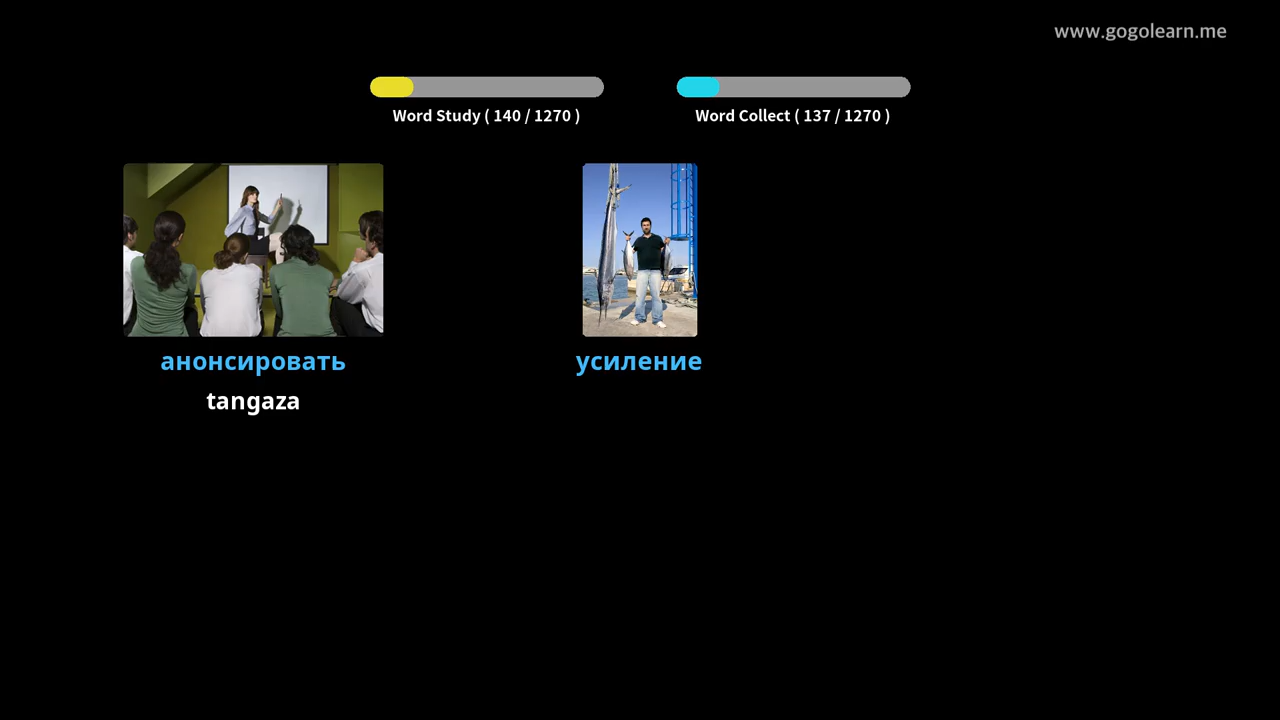 www.gogolearn.me
Word Study ( 140 / 1270 )
Word Collect ( 137 / 1270 )
анонсировать
tangaza
усиление